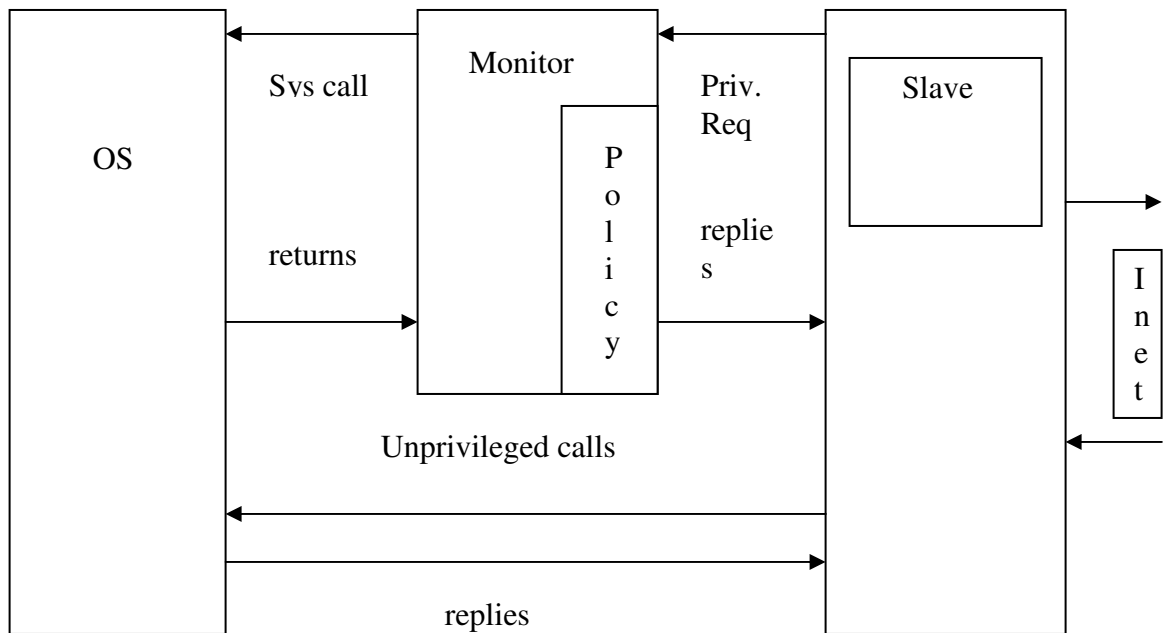 OS
Svs call
returns
Monitor
P
o
l
i
c
y
Priv.
Req
replie
s
Slave
I
n
e
t
Unprivileged calls
replies